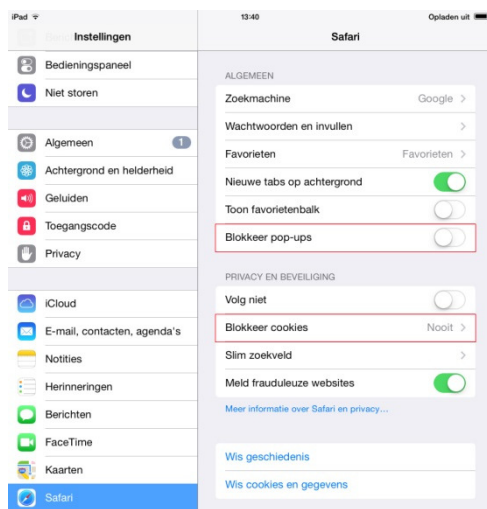 iPad
13:40
Opladen uit
Instellingen
Bedieningspaneel
Niet storen
Algemeen 1
Achtergrond en helderheid
Geluiden
Toegangscode
Privacy
iCloud
E-mail, contacten, agenda's
Notities
Herinneringen
Berichten
FaceTime
Kaarten
Safari
Safari
ALGEMEEN
Zoekmachine Google
Wachtwoorden en invullen
Favorieten Favorieten
Nieuwe tabs op achtergrond
Toon favorietenbalk
Blokkeer pop-ups
PRIVACY EN BEVEILIGING
Volg niet
Blokkeer cookies Nooit
Slim zoekveld
Meld frauduleuze websites
Meer informatie over Safari en privacy...
Wis geschiedenis
Wis cookies en gegevens